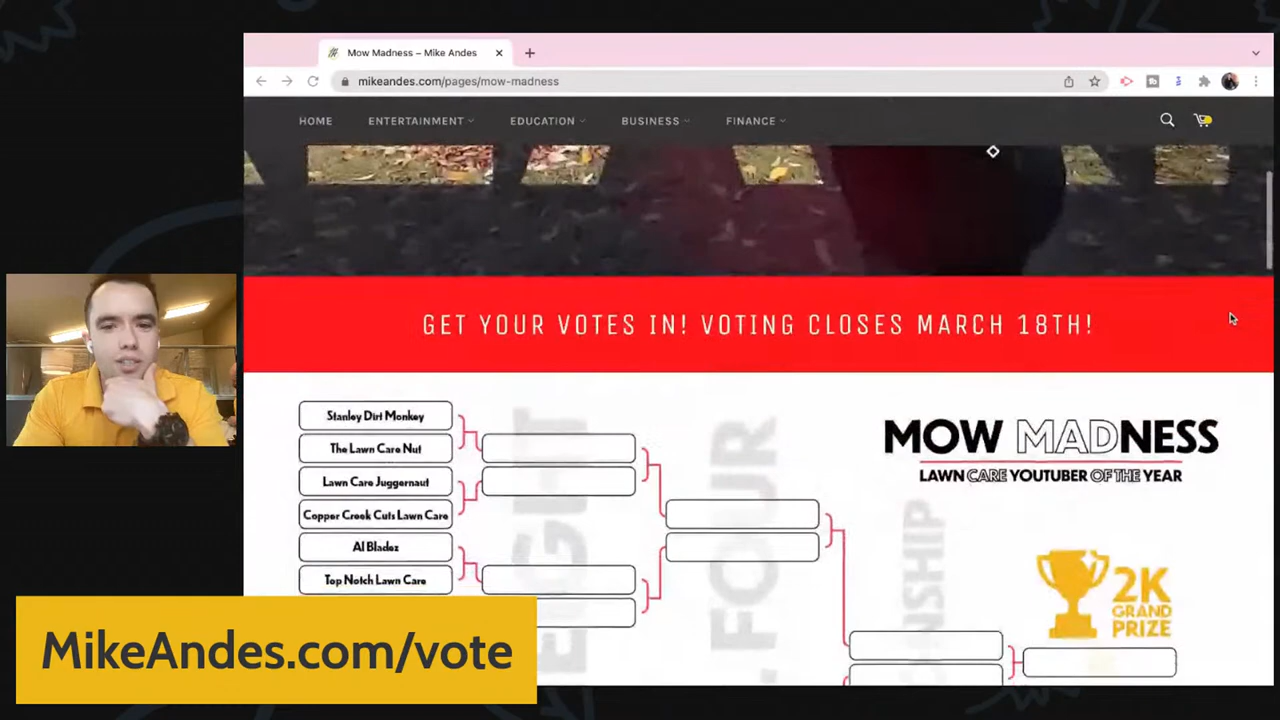 Mow Madness – Mike Andes
mikeandes.com/pages/mow-madness
HOME ENTERTAINMENT EDUCATION BUSINESS FINANCE
GET YOUR VOTES IN! VOTING CLOSES MARCH 18TH!
Stanley Dirt Monkey
The Lawn Care Nut
Lawn Care Juggernaut
Copper Creek Cuts Lawn Care
Al Bladez
Top Notch Lawn Care
EIGHT
FOUR
MOW MADNESS
LAWN CARE YOUTUBER OF THE YEAR
2K
GRAND
PRIZE
MikeAndes.com/vote